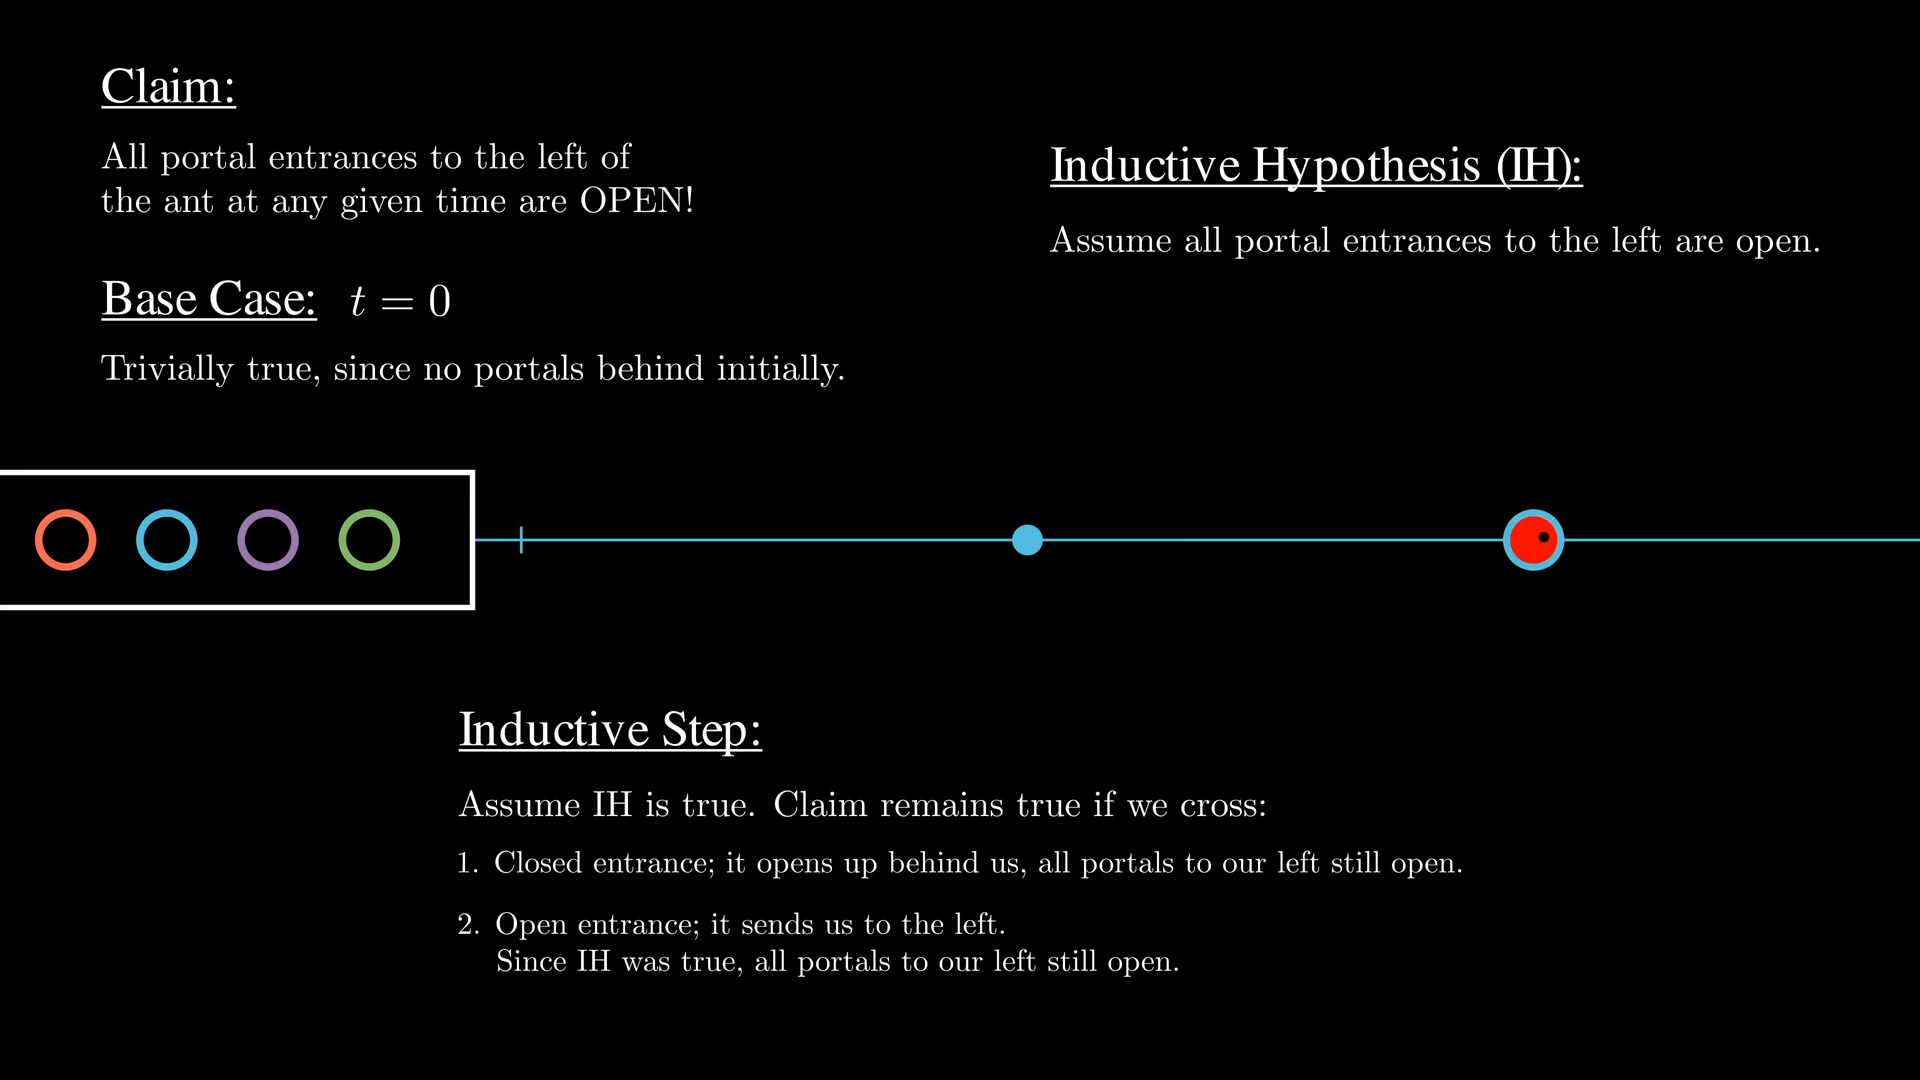 Claim:
All portal entrances to the left of
the ant at any given time are OPEN!
Base Case: t = 0
Trivially true, since no portals behind initially.
Inductive Hypothesis (IH):
Assume all portal entrances to the left are open.
Inductive Step:
Assume IH is true. Claim remains true if we cross:
1. Closed entrance; it opens up behind us, all portals to our left still open.
2. Open entrance; it sends us to the left.
Since IH was true, all portals to our left still open.